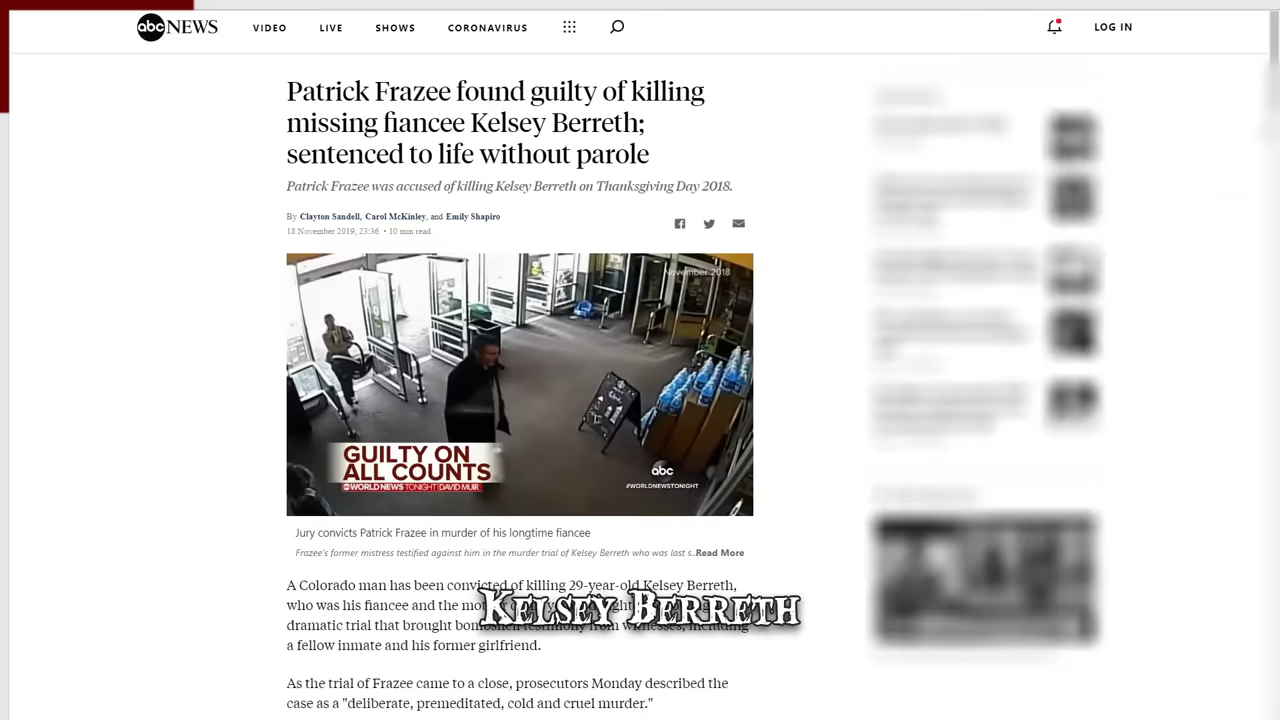 abc NEWS VIDEO LIVE SHOWS CORONAVIRUS LOG IN
Patrick Frazee found guilty of killing
missing fiancee Kelsey Berreth;
sentenced to life without parole
Patrick Frazee was accused of killing Kelsey Berreth on Thanksgiving Day 2018.
By Clayton Sandell, Carol McKinley, and Emily Shapiro
18 November 2019, 23:36 • 10 min read
November 2018
GUILTY ON
ALL COUNTS
WORLD NEWS TONIGHT DAVID MUIR
abc
#WORLDNEWSTONIGHT
Jury convicts Patrick Frazee in murder of his longtime fiancee
Frazee's former mistress testified against him in the murder trial of Kelsey Berreth who was last s..Read More
A Colorado man has been convicted of killing 29-year-old Kelsey Berreth,
who was his fiancee and the
Kelsey Berreth
dramatic trial that brought bombshell testimony from witnesses, including
a fellow inmate and his former girlfriend.
As the trial of Frazee came to a close, prosecutors Monday described the
case as a "deliberate, premeditated, cold and cruel murder."